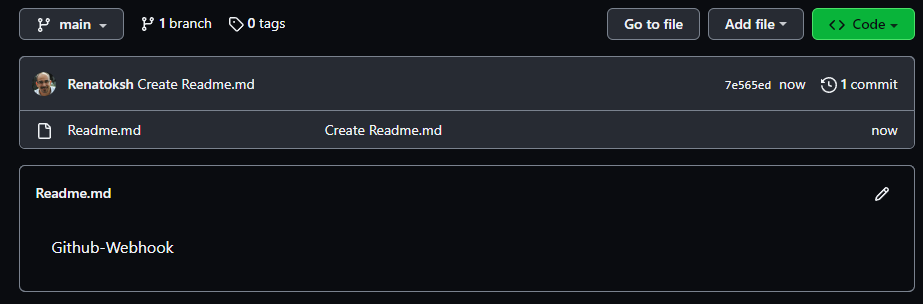 main 1 branch 0 tags Go to file Add file Code
Renatoksh Create Readme.md 7e565ed now 1 commit
Readme.md Create Readme.md now
Readme.md
Github-Webhook